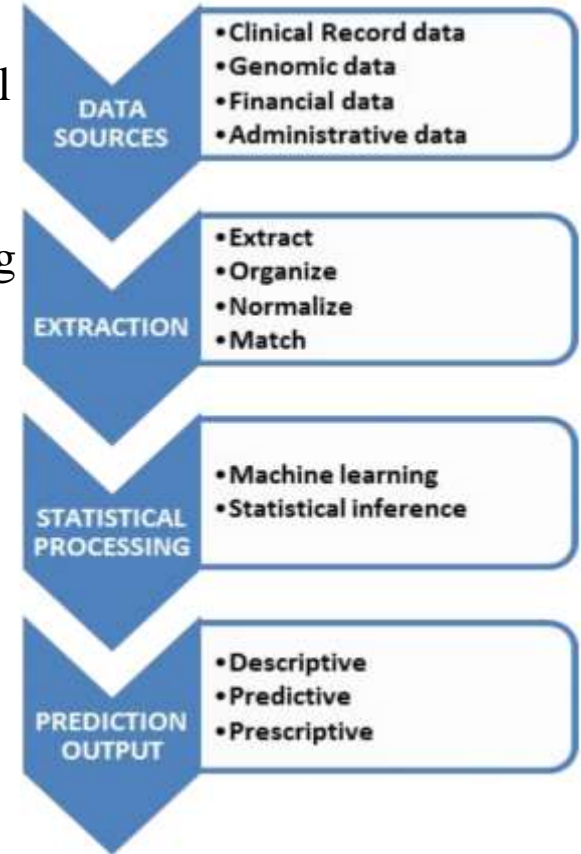 l
DATA
SOURCES
•Clinical Record data
•Genomic data
•Financial data
•Administrative data
g
EXTRACTION
•Extract
•Organize
•Normalize
•Match
STATISTICAL
PROCESSING
•Machine learning
•Statistical inference
PREDICTION
OUTPUT
•Descriptive
•Predictive
•Prescriptive